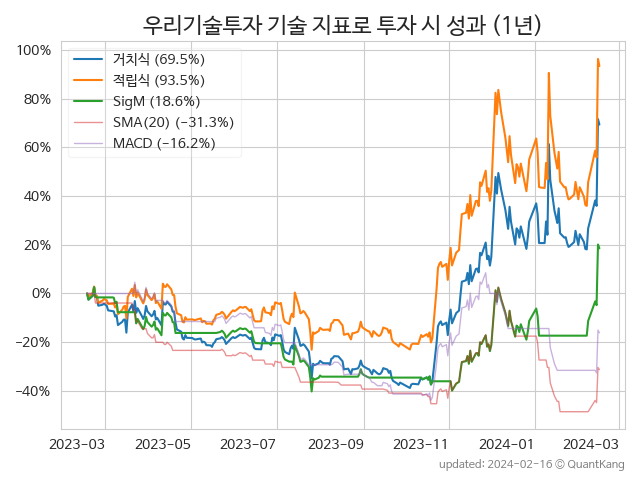 우리기술투자 기술 지표로 투자 시 성과 (1년)
100%
80%
60%
40%
20%
0%
−20%
−40%
거치식 (69.5%)
적립식 (93.5%)
SigM (18.6%)
SMA(20) (−31.3%)
MACD (−16.2%)
2023-03
2023-05
2023-07
2023-09
2023-11
2024-01
2024-03
updated: 2024-02-16 © QuantKang